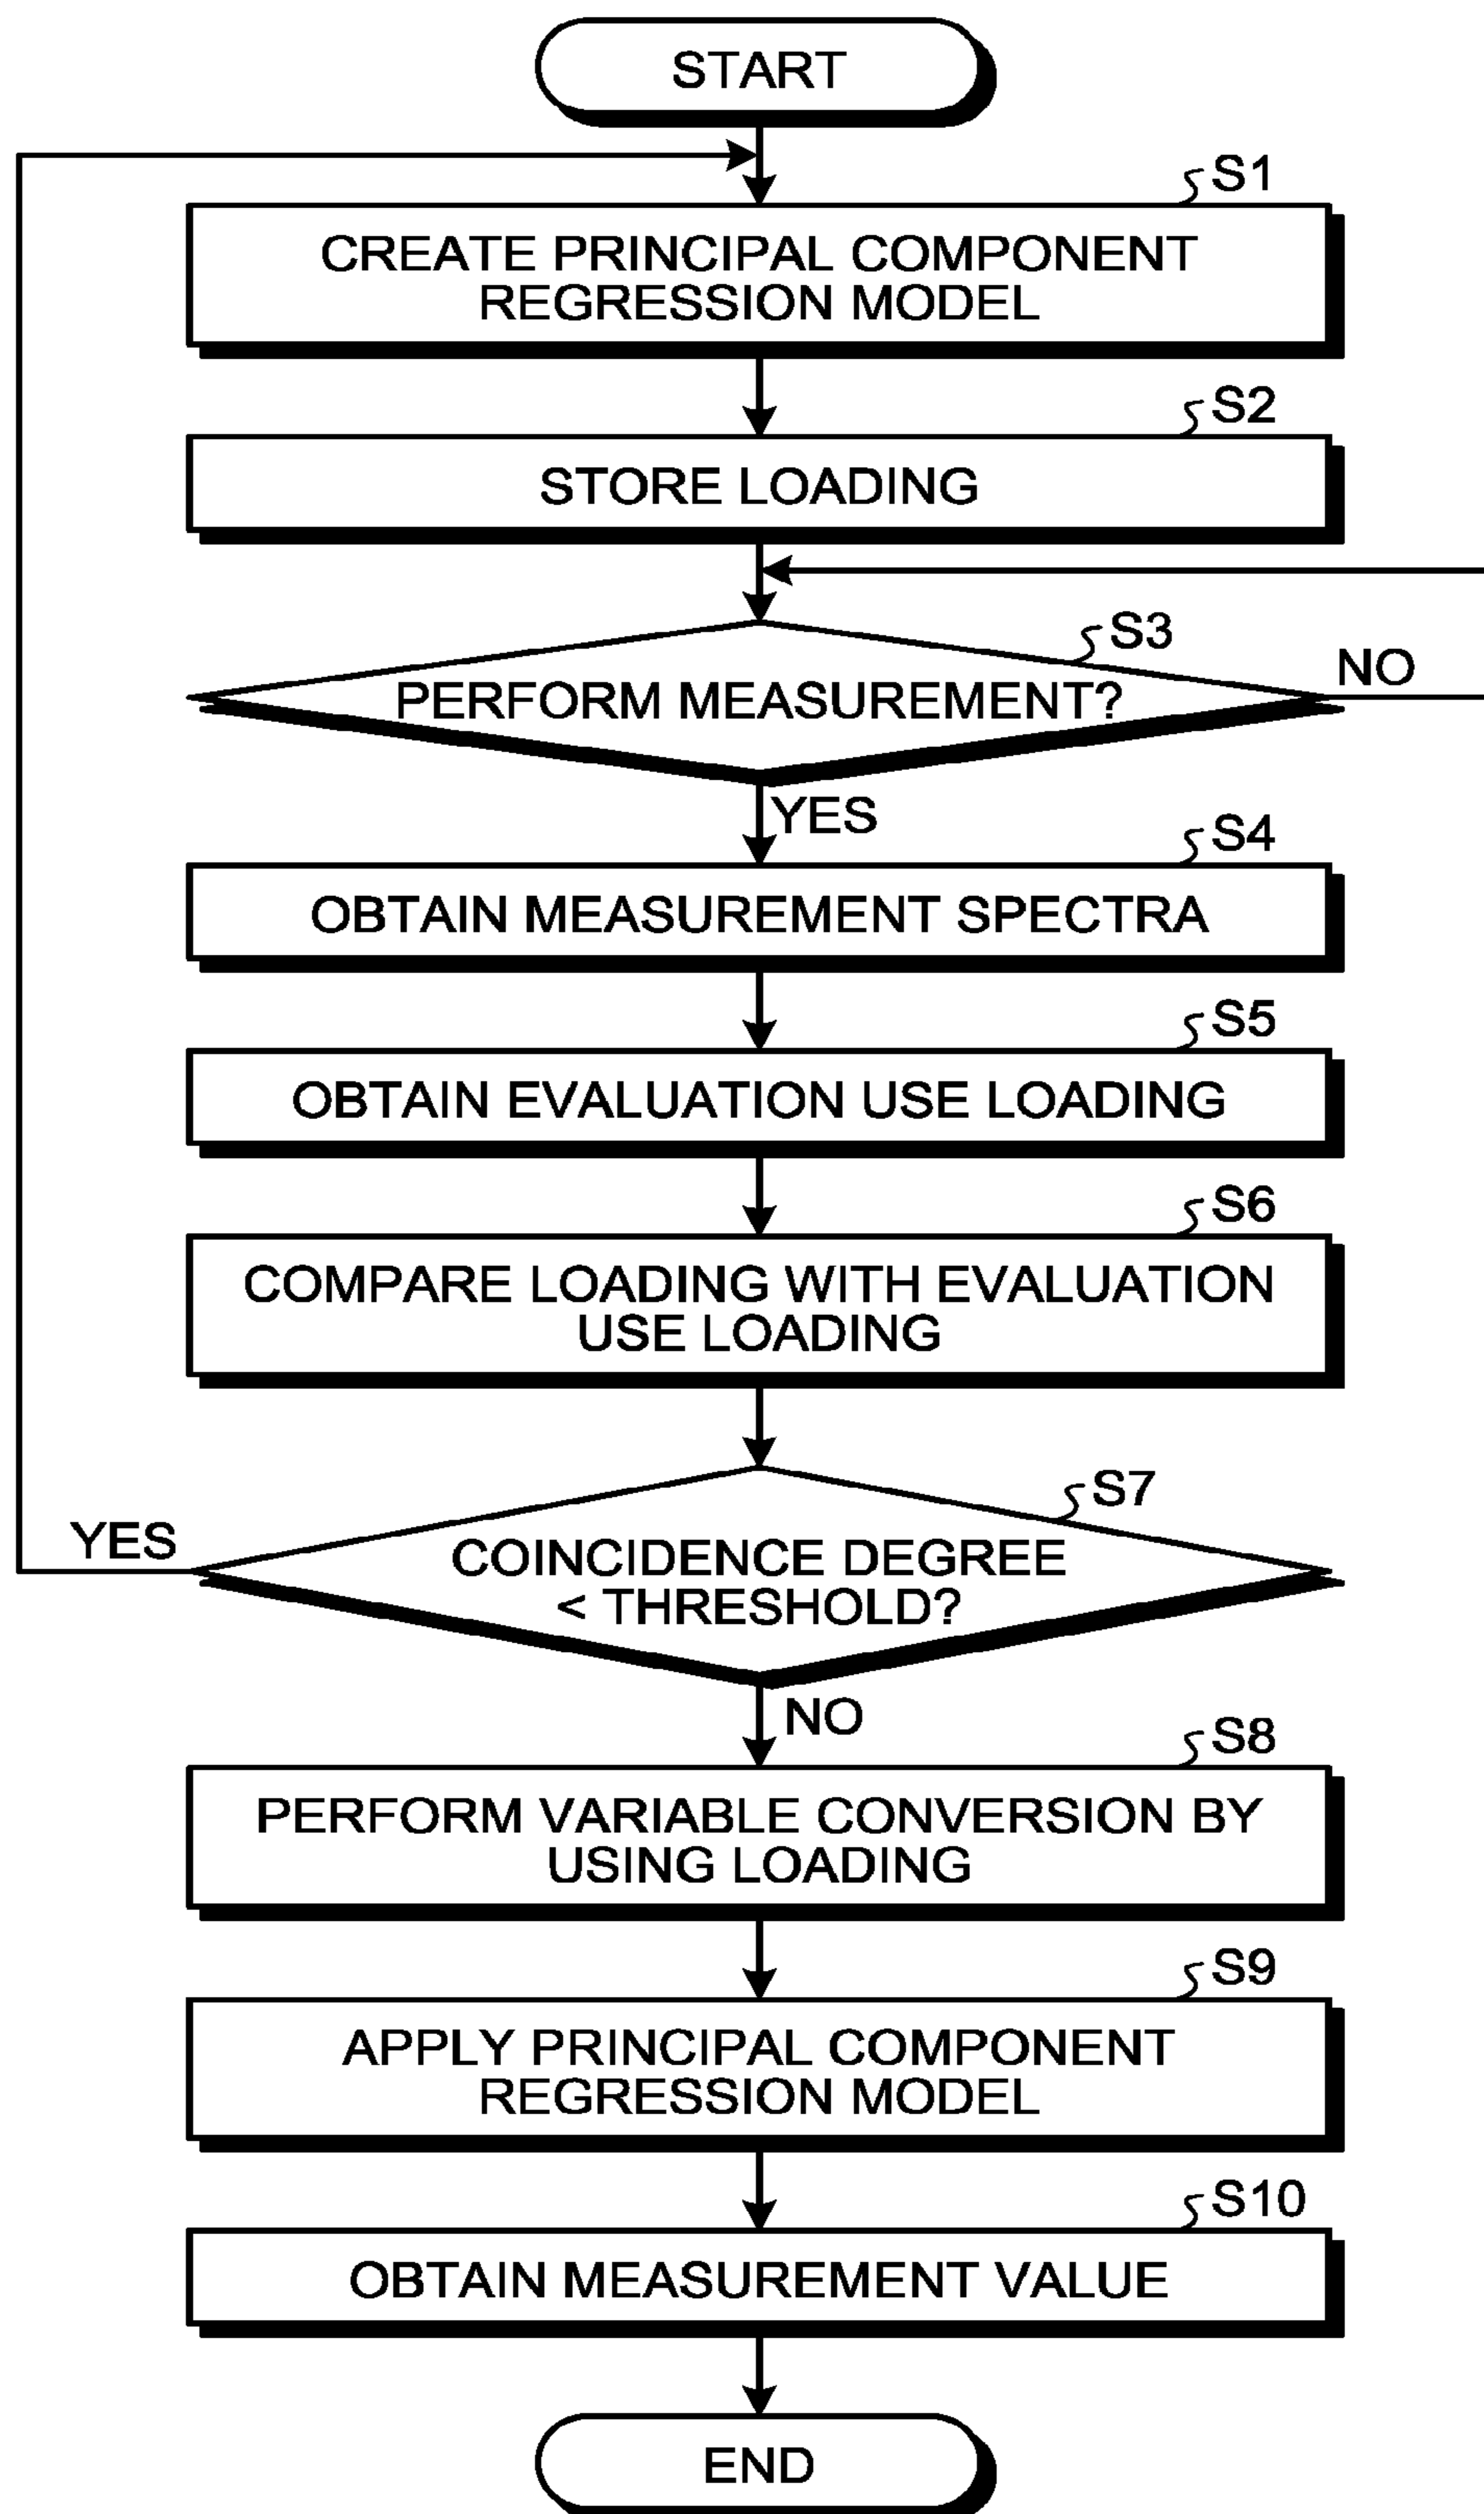 START
S1
CREATE PRINCIPAL COMPONENT
REGRESSION MODEL
S2
STORE LOADING
S3
PERFORM MEASUREMENT?
NO
YES
S4
OBTAIN MEASUREMENT SPECTRA
S5
OBTAIN EVALUATION USE LOADING
S6
COMPARE LOADING WITH EVALUATION
USE LOADING
S7
YES
COINCIDENCE DEGREE
< THRESHOLD?
NO
S8
PERFORM VARIABLE CONVERSION BY
USING LOADING
S9
APPLY PRINCIPAL COMPONENT
REGRESSION MODEL
S10
OBTAIN MEASUREMENT VALUE
END